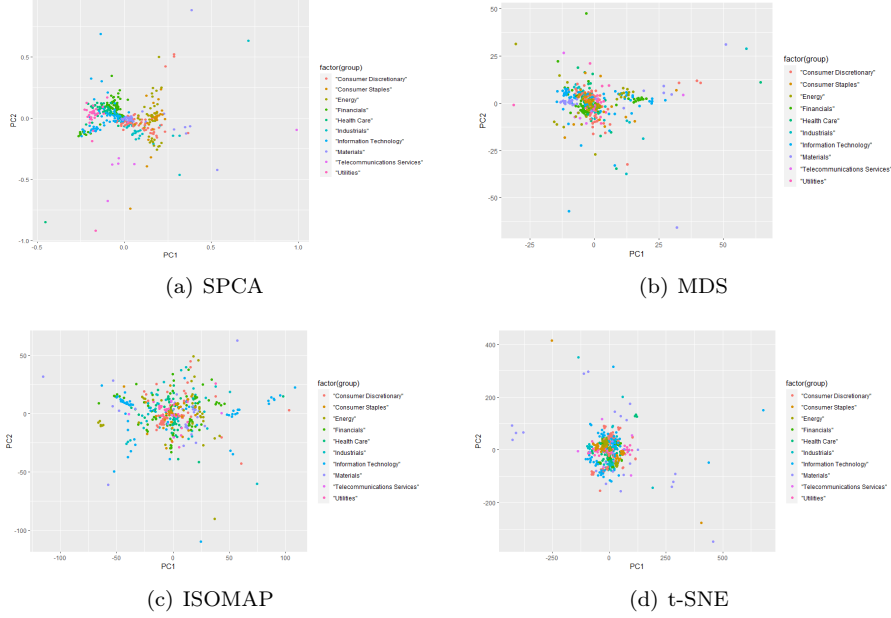 factor(group)
"Consumer Discretionary"
"Consumer Staples"
"Energy"
"Financials"
"Health Care"
"Industrials"
"Information Technology"
"Materials"
"Telecommunications Services"
"Utilities"
PC2
0.5
0.0
-0.5
-1.0
-0.5 0.0 0.5 1.0
PC1
(a) SPCA
factor(group)
"Consumer Discretionary"
"Consumer Staples"
"Energy"
"Financials"
"Health Care"
"Industrials"
"Information Technology"
"Materials"
"Telecommunications Services"
"Utilities"
PC2
50
25
0
-25
-50
-25 0 25 50
PC1
(b) MDS
factor(group)
"Consumer Discretionary"
"Consumer Staples"
"Energy"
"Financials"
"Health Care"
"Industrials"
"Information Technology"
"Materials"
"Telecommunications Services"
"Utilities"
PC2
50
0
-50
-100
-100 -50 0 50 100
PC1
(c) ISOMAP
factor(group)
"Consumer Discretionary"
"Consumer Staples"
"Energy"
"Financials"
"Health Care"
"Industrials"
"Information Technology"
"Materials"
"Telecommunications Services"
"Utilities"
PC2
400
200
0
-200
-250 0 250 500
PC1
(d) t-SNE